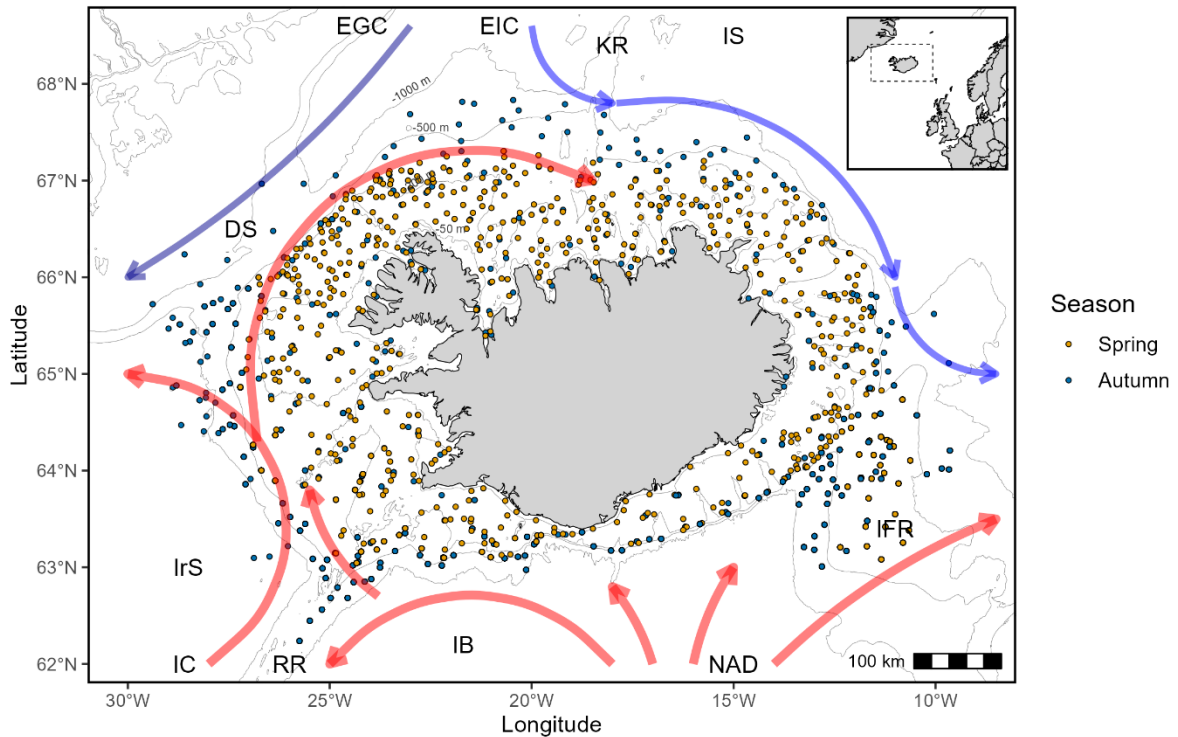 EGC
EIC
KR
IS
68°N
67°N
66°N
65°N
64°N
63°N
62°N
-1000 m
-500 m
-50 m
DS
IFR
IrS
IC
RR
IB
NAD
100 km
30°W
25°W
20°W
15°W
10°W
Longitude
Latitude
Season
Spring
Autumn